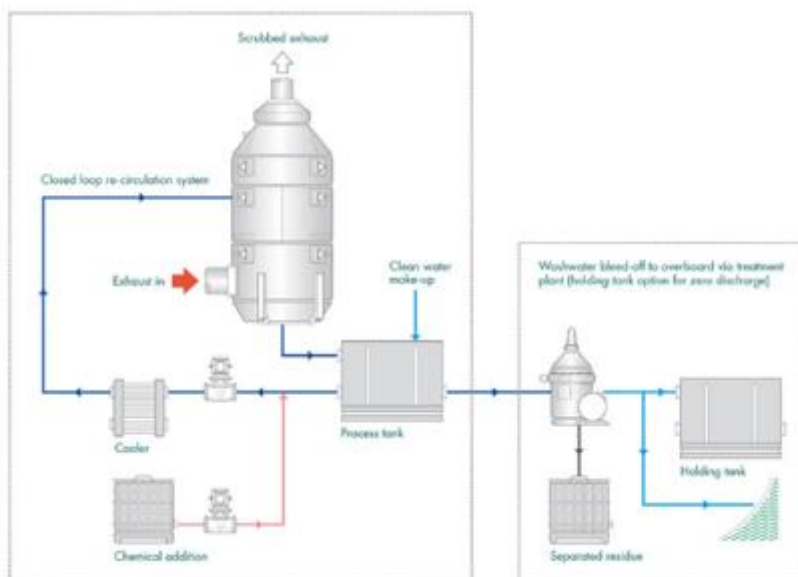 Scrubbed exhaust
Closed loop re-circulation system
Exhaust in
Clean water
make-up
Washwater bleed-off to overboard via treatment
plant (holding tank option for zero discharge)
Process tank
Cooler
Holding tank
Chemical addition
Separated residue